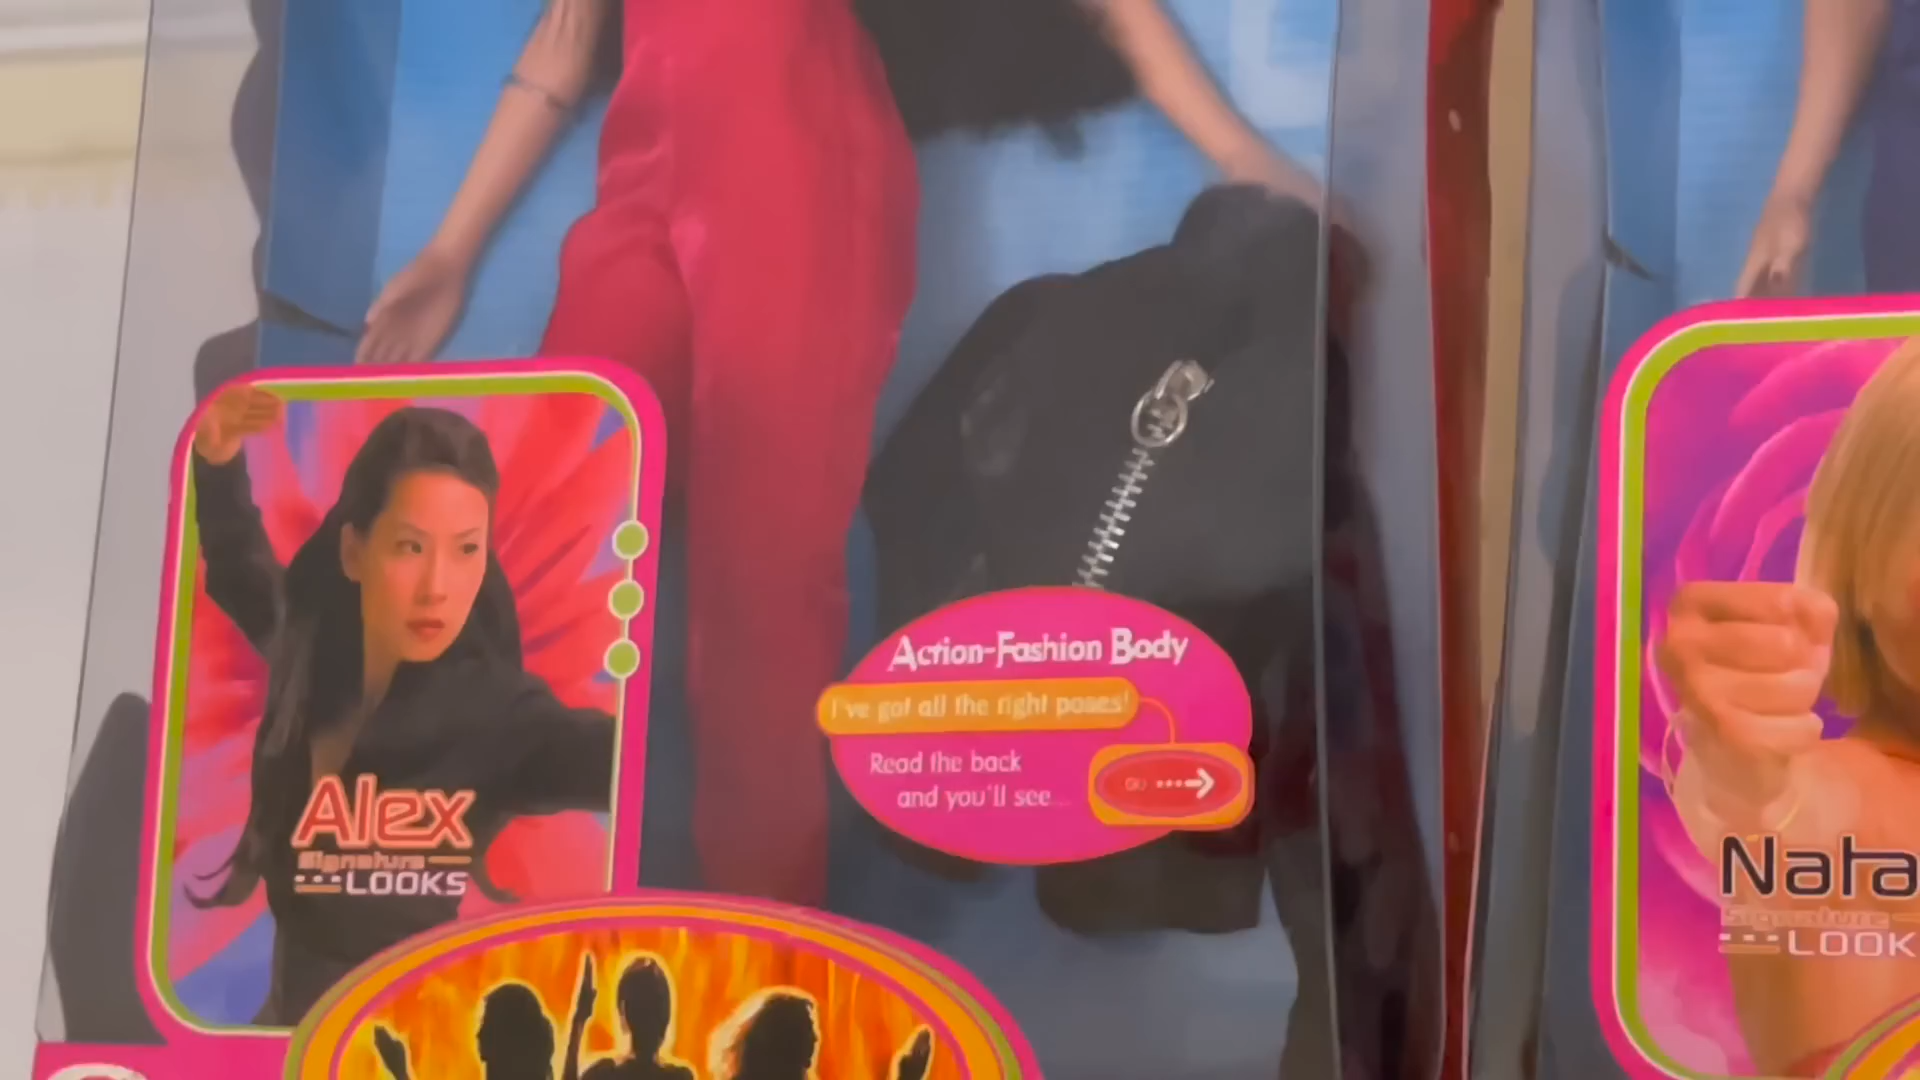 Action-Fashion Body
I've got all the right poses!
Read the back
and you'll see...
GO
Alex
Signature
LOOKS
Nata
Signature
LOOK